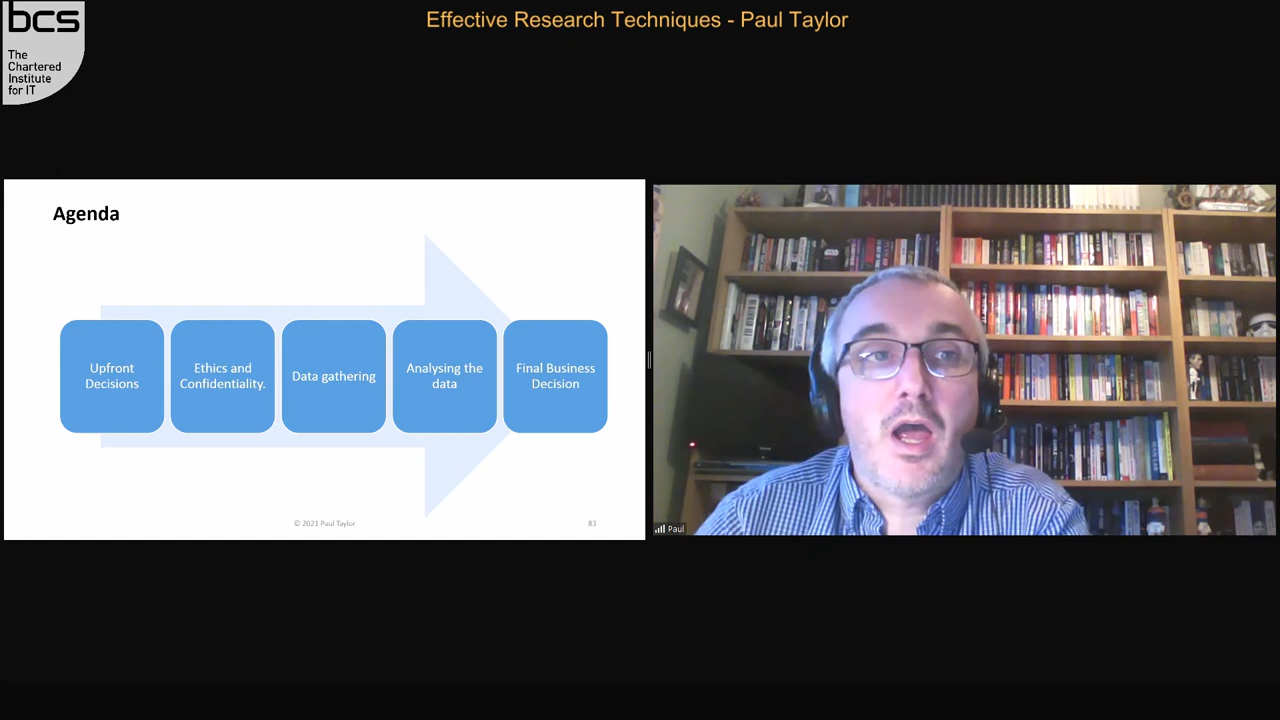 bcs
The
Chartered
Institute
for IT
Effective Research Techniques - Paul Taylor
Agenda
Upfront
Decisions
Ethics and
Confidentiality.
Data gathering
Analysing the
data
Final Business
Decision
© 2021 Paul Taylor
83
Paul